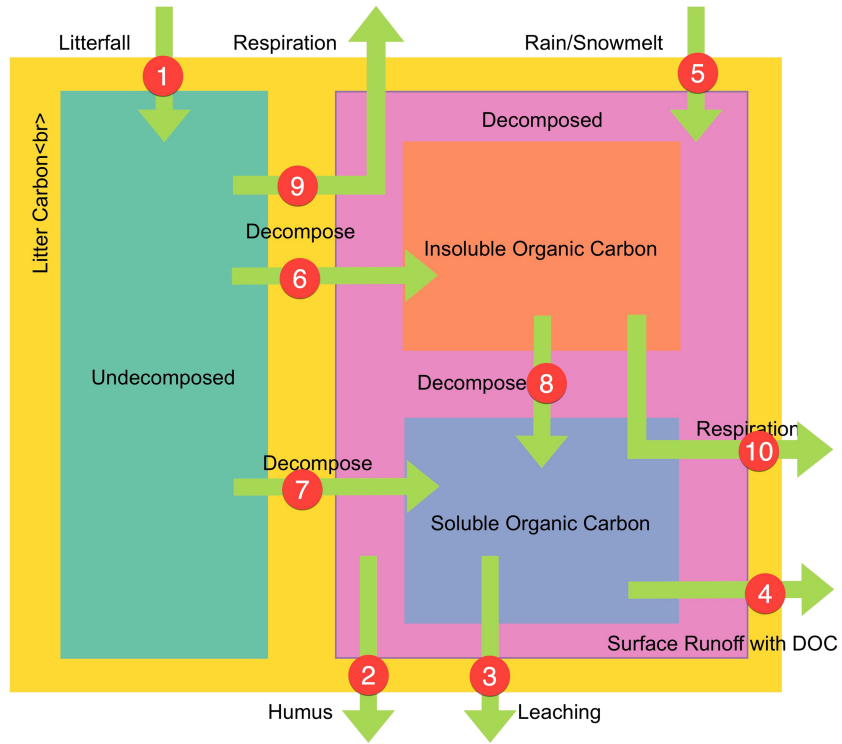 Litterfall
Respiration
Rain/Snowmelt
1
5
Litter Carbon<br>
Decomposed
9
Decompose
6
Insoluble Organic Carbon
Undecomposed
Decompose
8
Respiration
10
Decompose
7
Soluble Organic Carbon
4
Surface Runoff with DOC
2
3
Humus
Leaching